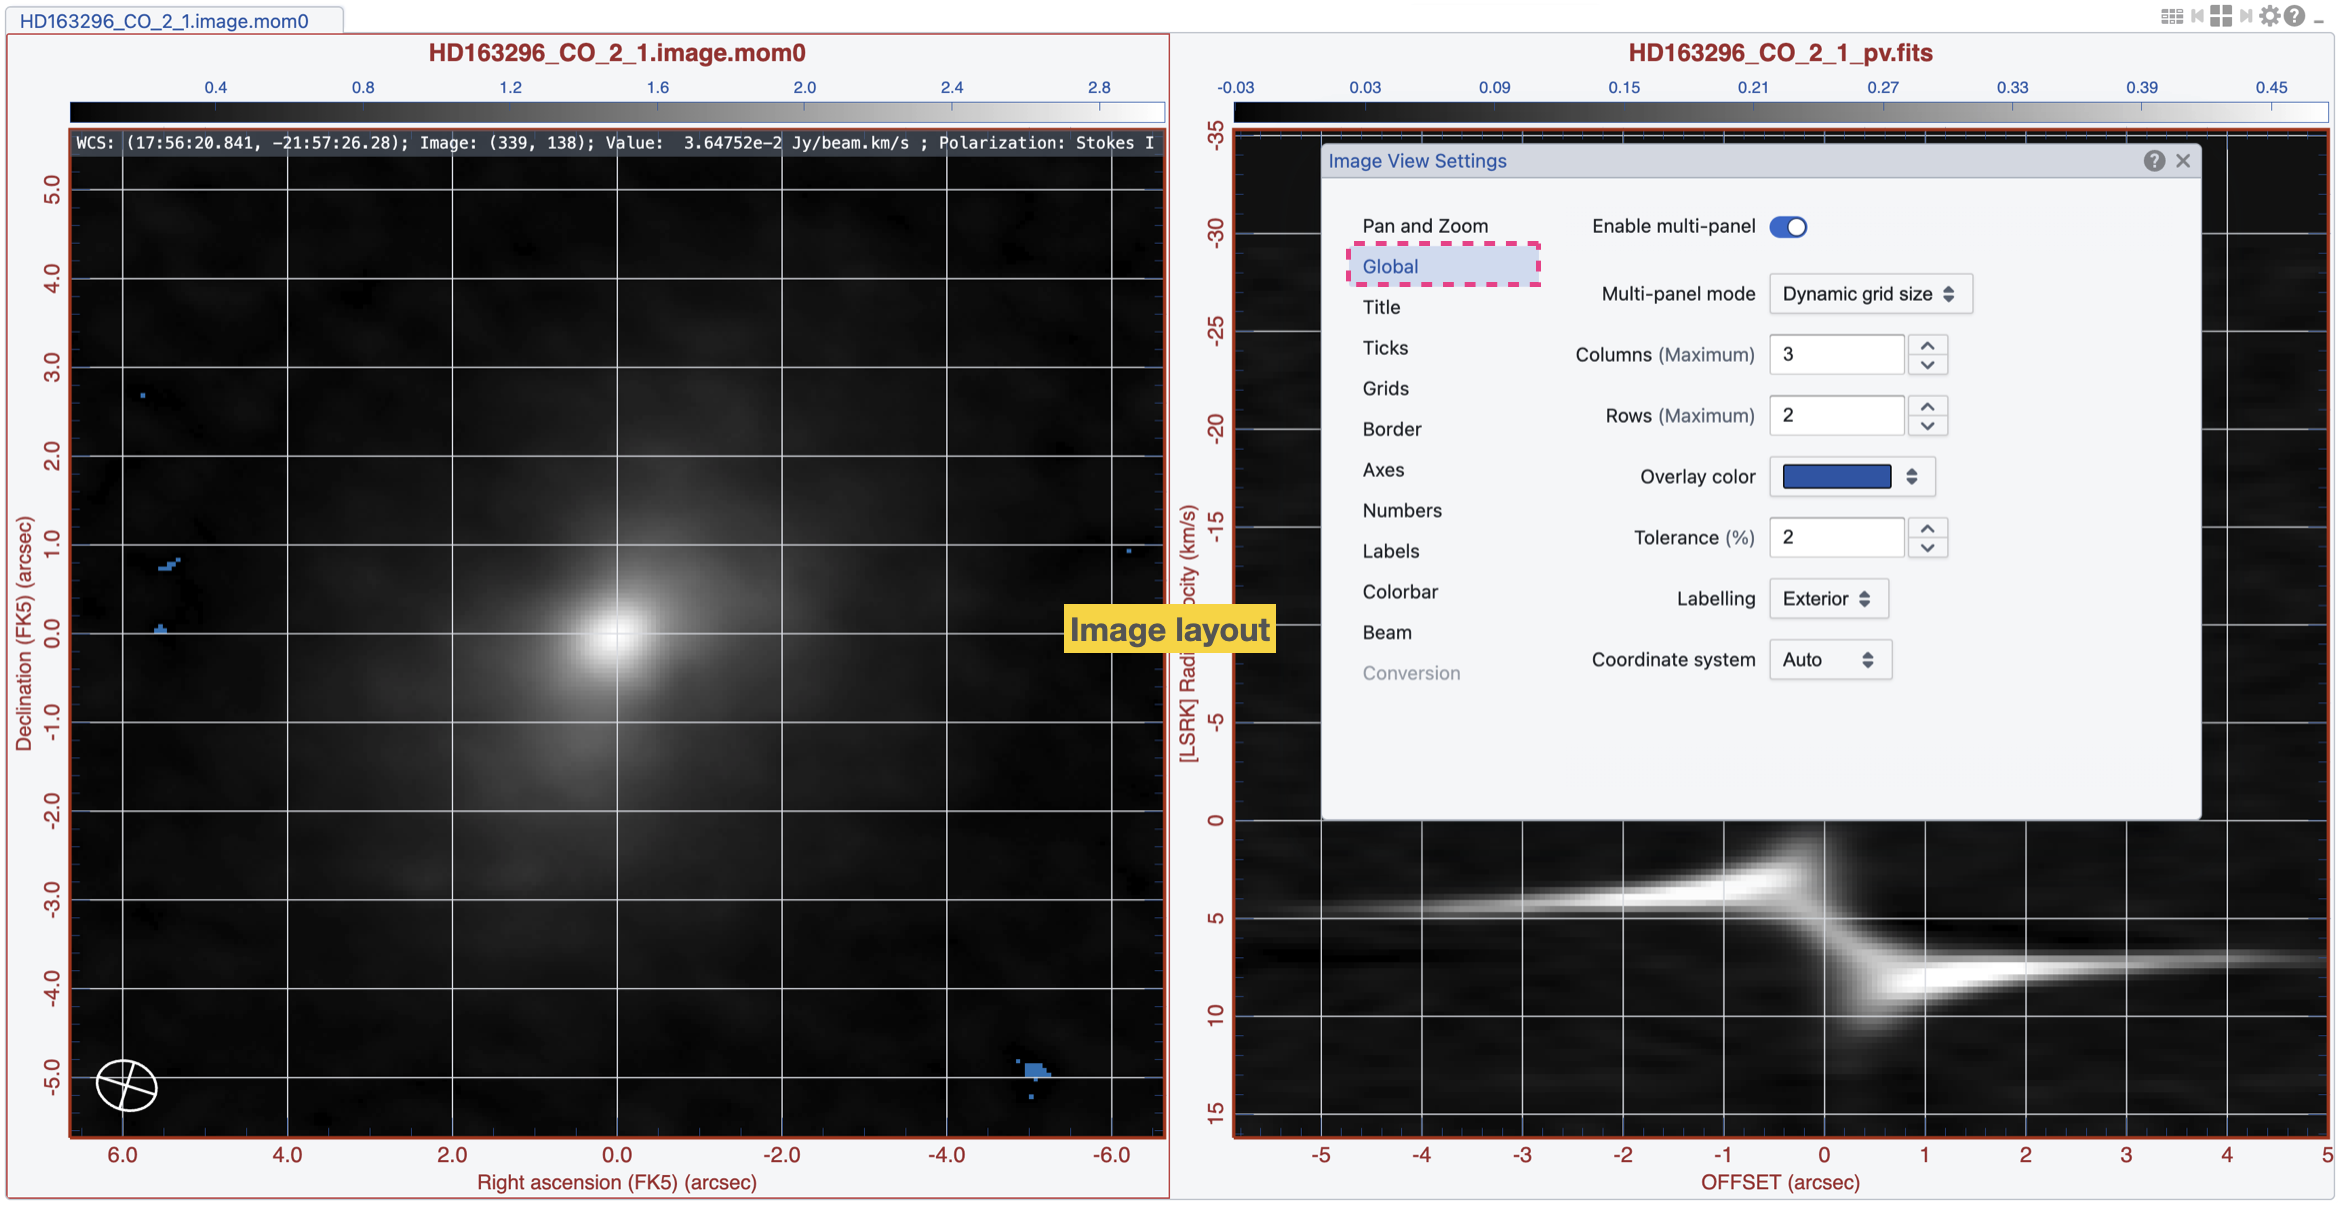 HD163296_CO_2_1.image.mom0
HD163296_CO_2_1.image.mom0
0.4 0.8 1.2 1.6 2.0 2.4 2.8
WCS: (17:56:20.841, -21:57:26.28); Image: (339, 138); Value: 3.64752e-2 Jy/beam.km/s ; Polarization: Stokes I
5.0
4.0
3.0
2.0
1.0
0.0
-1.0
-2.0
-3.0
-4.0
-5.0
Declination (FK5) (arcsec)
6.0 4.0 2.0 0.0 -2.0 -4.0 -6.0
Right ascension (FK5) (arcsec)
Image layout
HD163296_CO_2_1_pv.fits
-0.03 0.03 0.09 0.15 0.21 0.27 0.33 0.39 0.45
-35
-30
-25
-20
-15
-5
0
5
10
15
[LSRK] Radi ocity (km/s)
Image View Settings
Pan and Zoom
Global
Title
Ticks
Grids
Border
Axes
Numbers
Labels
Colorbar
Beam
Conversion
Enable multi-panel
Multi-panel mode Dynamic grid size
Columns (Maximum) 3
Rows (Maximum) 2
Overlay color
Tolerance (%) 2
Labelling Exterior
Coordinate system Auto
-5 -4 -3 -2 -1 0 1 2 3 4 5
OFFSET (arcsec)